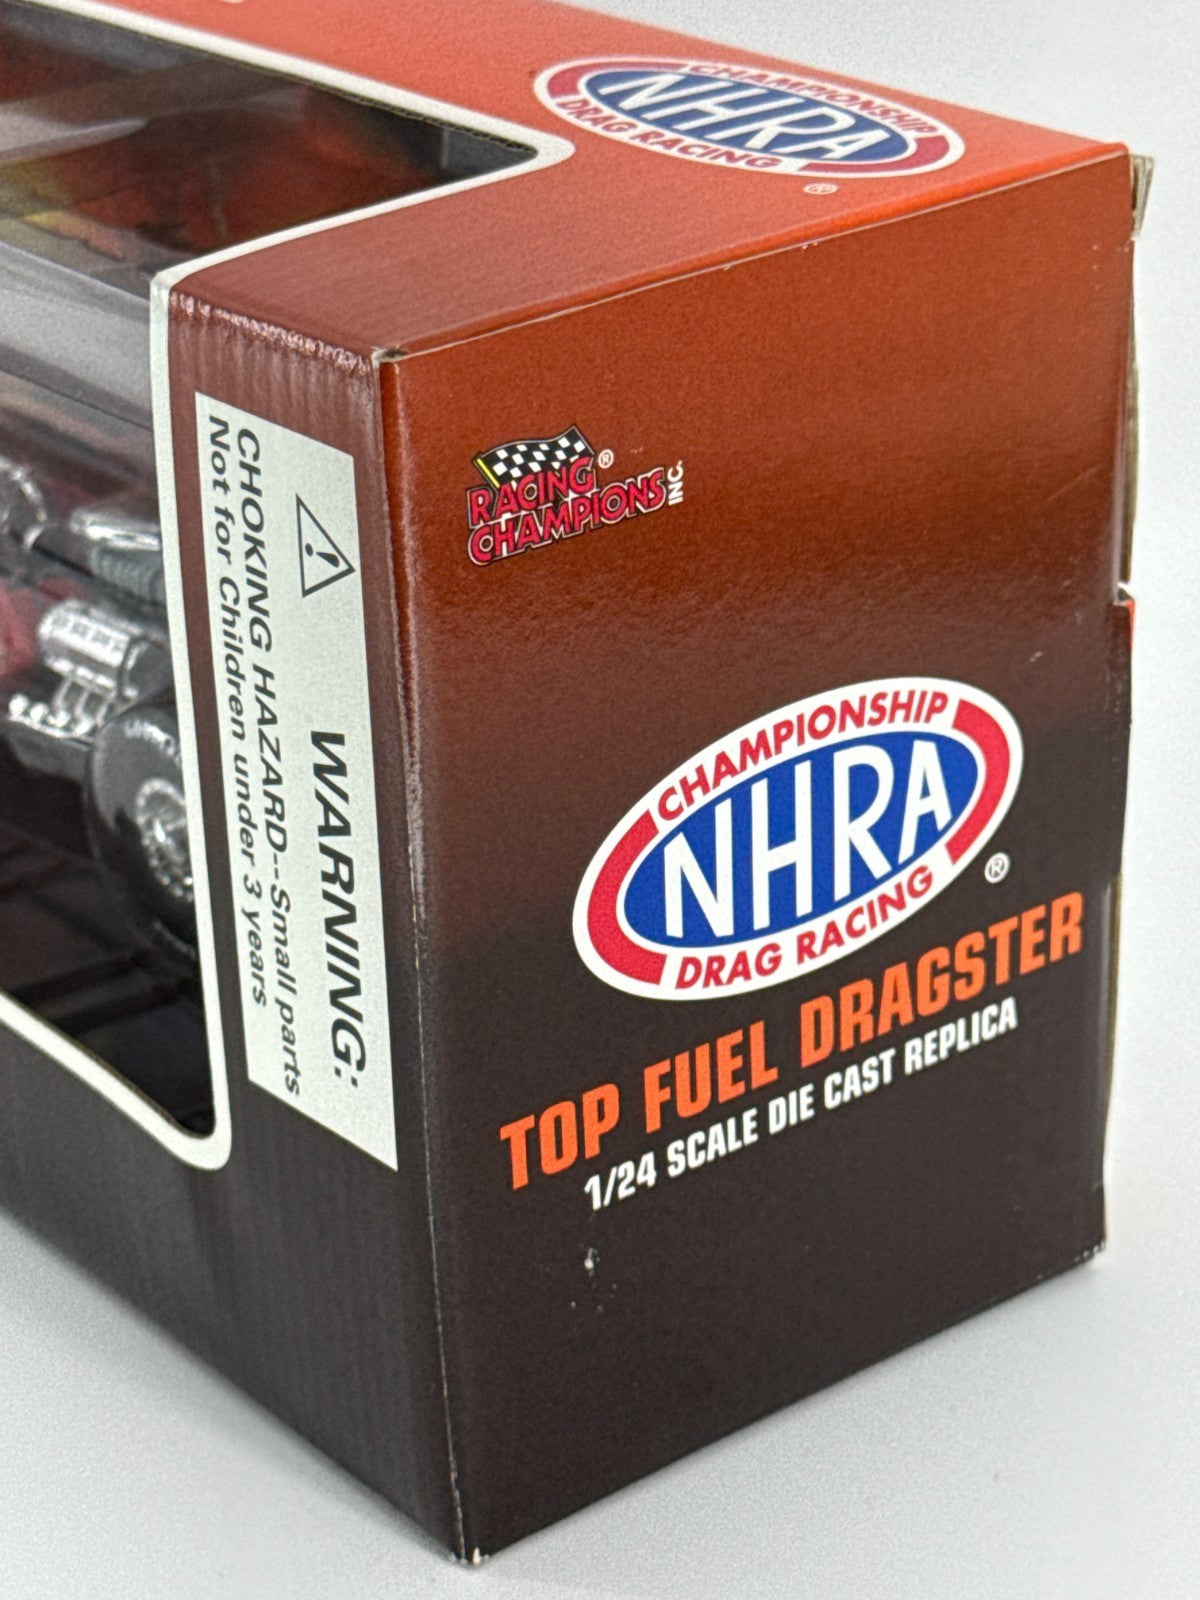 CHAMPIONSHIP
NHRA
DRAG RACING
®
RACING ®
CHAMPIONS INC.
WARNING:
CHOKING HAZARD--Small parts
Not for Children under 3 years
CHAMPIONSHIP
NHRA
DRAG RACING
®
TOP FUEL DRAGSTER
1/24 SCALE DIE CAST REPLICA